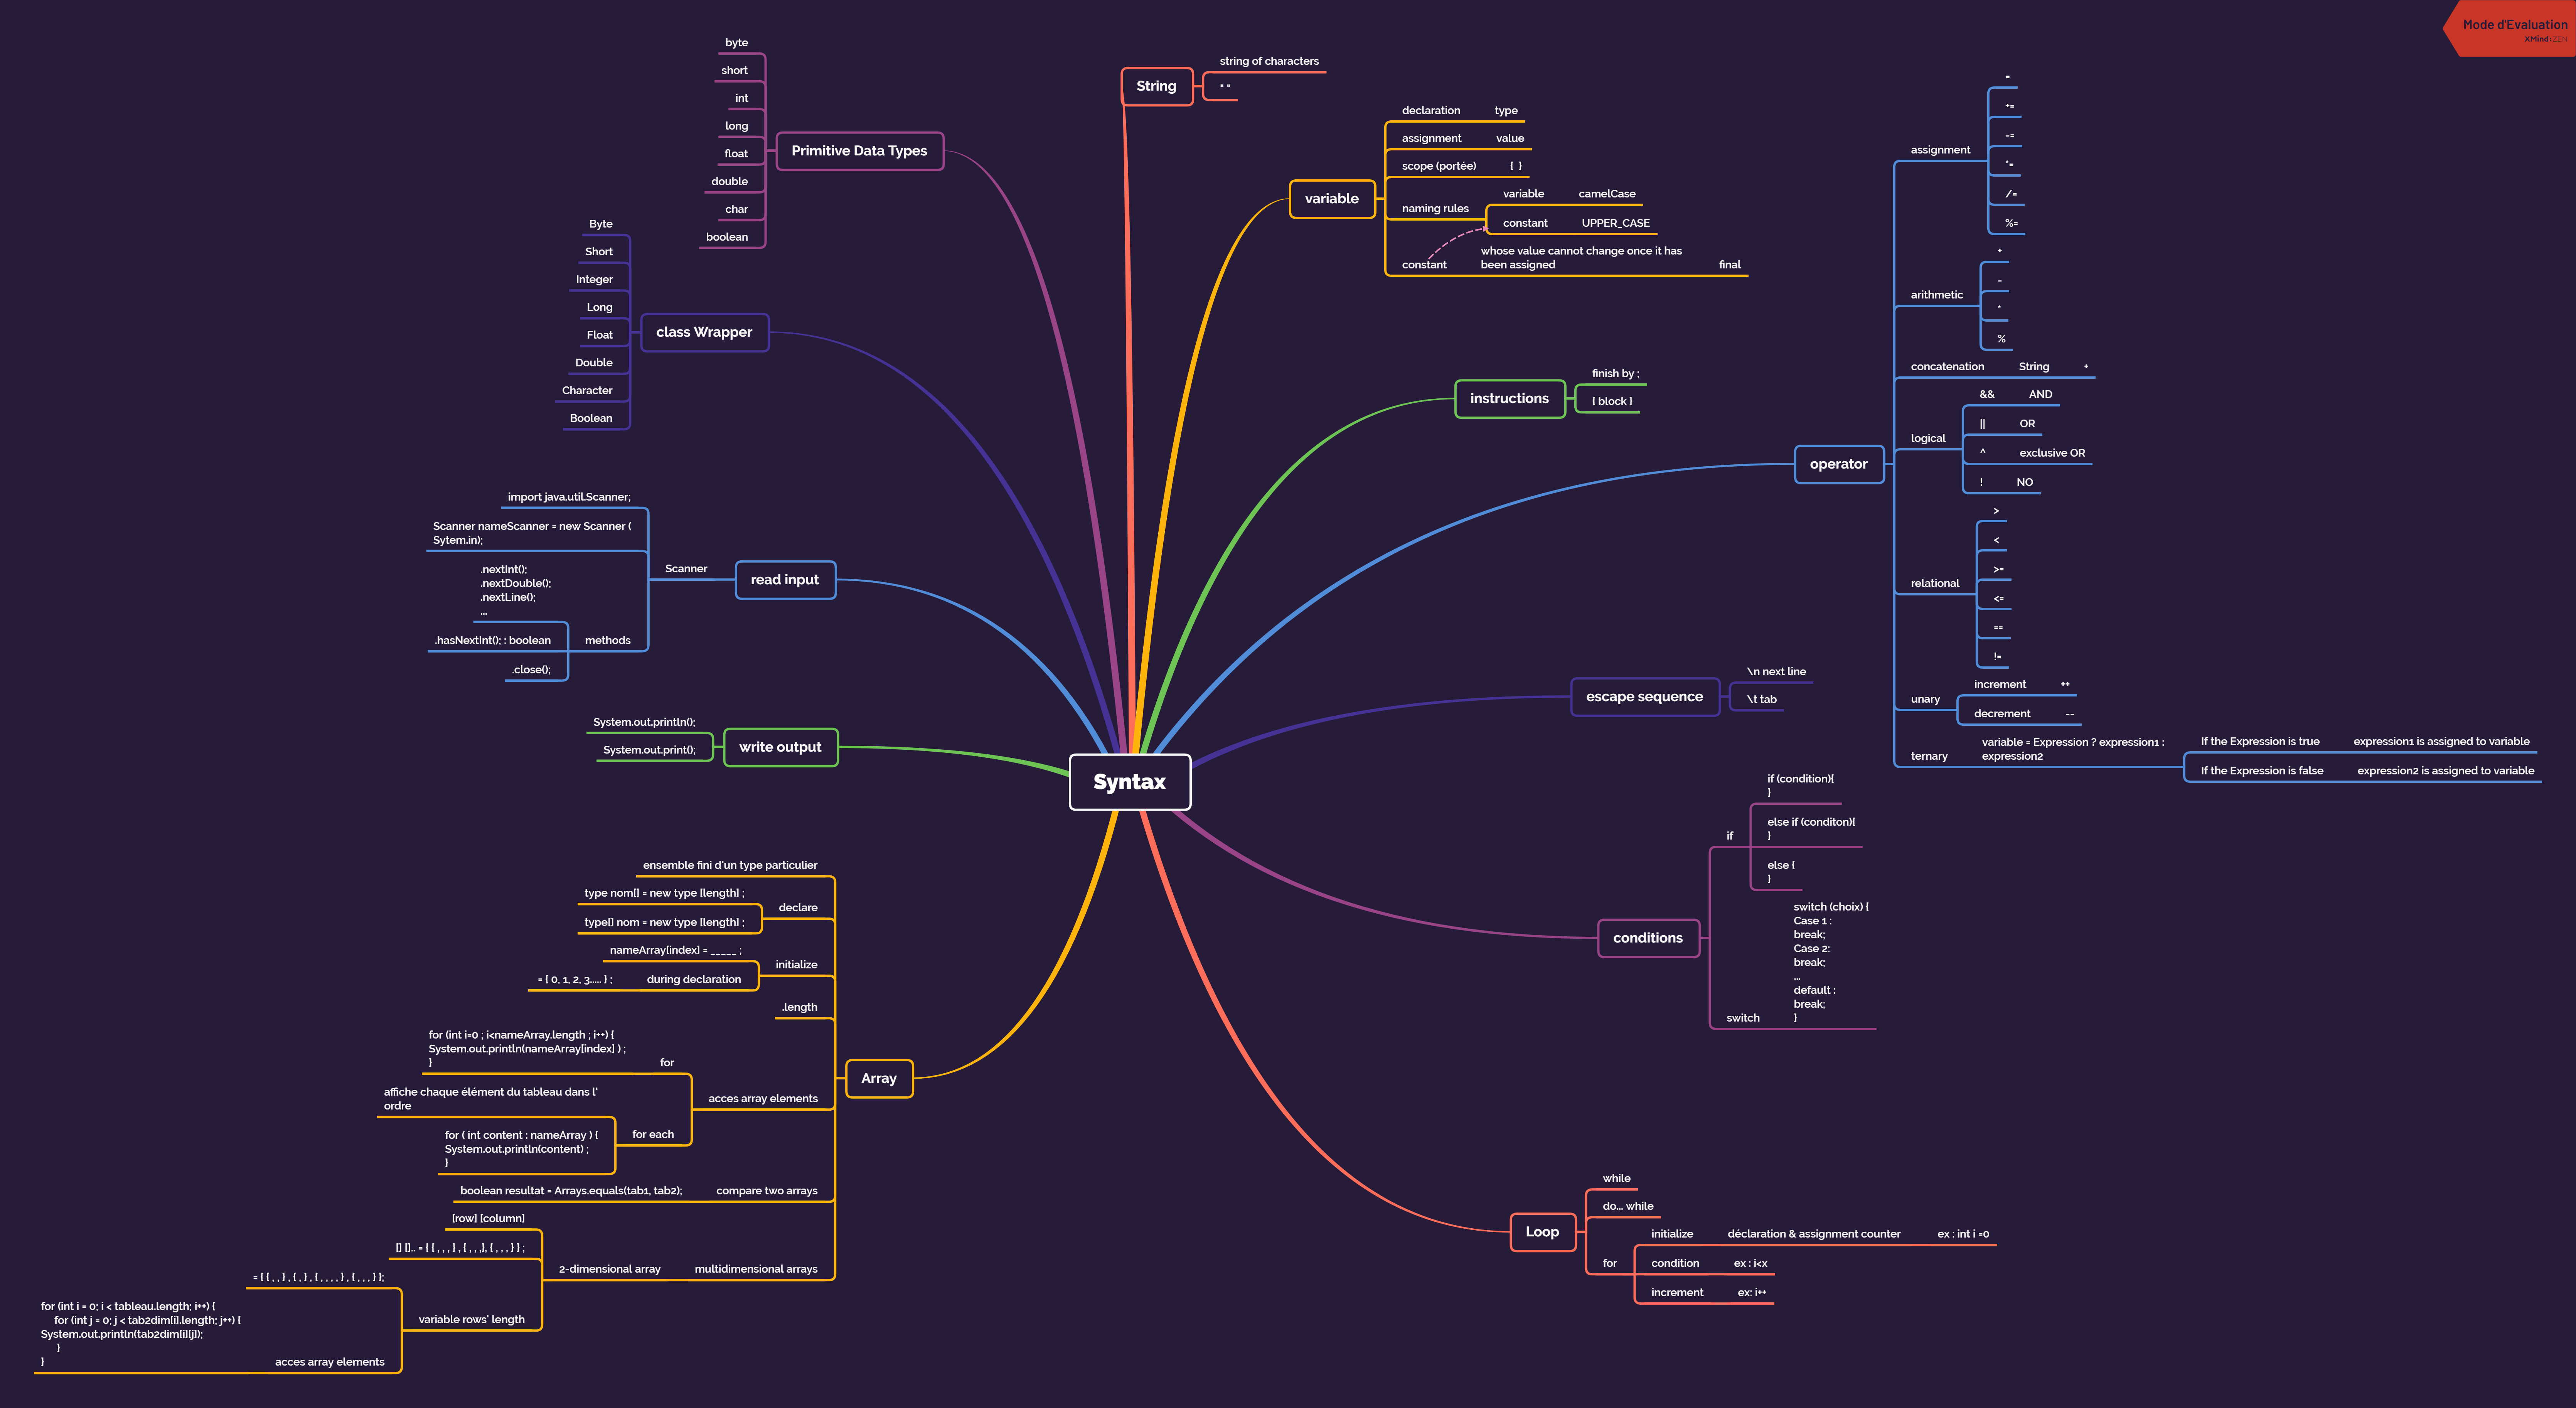 Mode d'Evaluation
XMind:ZEN
Syntax
String
string of characters
" "
variable
declaration type
assignment value
scope (portée) { }
naming rules
variable camelCase
constant UPPER_CASE
constant
whose value cannot change once it has
been assigned
final
instructions
finish by ;
{ block }
operator
assignment
=
+=
-=
*=
/=
%=
arithmetic
+
-
*
%
concatenation String +
logical
&& AND
|| OR
^ exclusive OR
! NO
relational
>
<
>=
<=
==
!=
unary
increment ++
decrement --
ternary
variable = Expression ? expression1 :
expression2
If the Expression is true expression1 is assigned to variable
If the Expression is false expression2 is assigned to variable
escape sequence
\n next line
\t tab
conditions
if
if (condition){
}
else if (conditon){
}
else {
}
switch
switch (choix) {
Case 1 :
break;
Case 2:
break;
...
default :
break;
}
Loop
while
do... while
for
initialize déclaration & assignment counter ex : int i =0
condition ex : i<x
increment ex: i++
Primitive Data Types
byte
short
int
long
float
double
char
boolean
class Wrapper
Byte
Short
Integer
Long
Float
Double
Character
Boolean
read input
Scanner
import java.util.Scanner;
Scanner nameScanner = new Scanner (
Sytem.in);
methods
.nextInt();
.nextDouble();
.nextLine();
...
.hasNextInt(); : boolean
.close();
write output
System.out.println();
System.out.print();
Array
ensemble fini d'un type particulier
declare
type nom[] = new type [length] ;
type[] nom = new type [length] ;
initialize
nameArray[index] = _____ ;
during declaration
= { 0, 1, 2, 3..... } ;
.length
acces array elements
for
for (int i=0 ; i<nameArray.length ; i++) {
System.out.println(nameArray[index] ) ;
}
for each
affiche chaque élément du tableau dans l'
ordre
for ( int content : nameArray ) {
System.out.println(content) ;
}
compare two arrays
boolean resultat = Arrays.equals(tab1, tab2);
multidimensional arrays
2-dimensional array
[row] [column]
[] [].. = { { , , , } , { , , ,}, { , , , } } ;
variable rows' length
= { { , , } , { , } , { , , , , } , { , , , } };
acces array elements
for (int i = 0; i < tableau.length; i++) {
for (int j = 0; j < tab2dim[i].length; j++) {
System.out.println(tab2dim[i][j]);
}
}